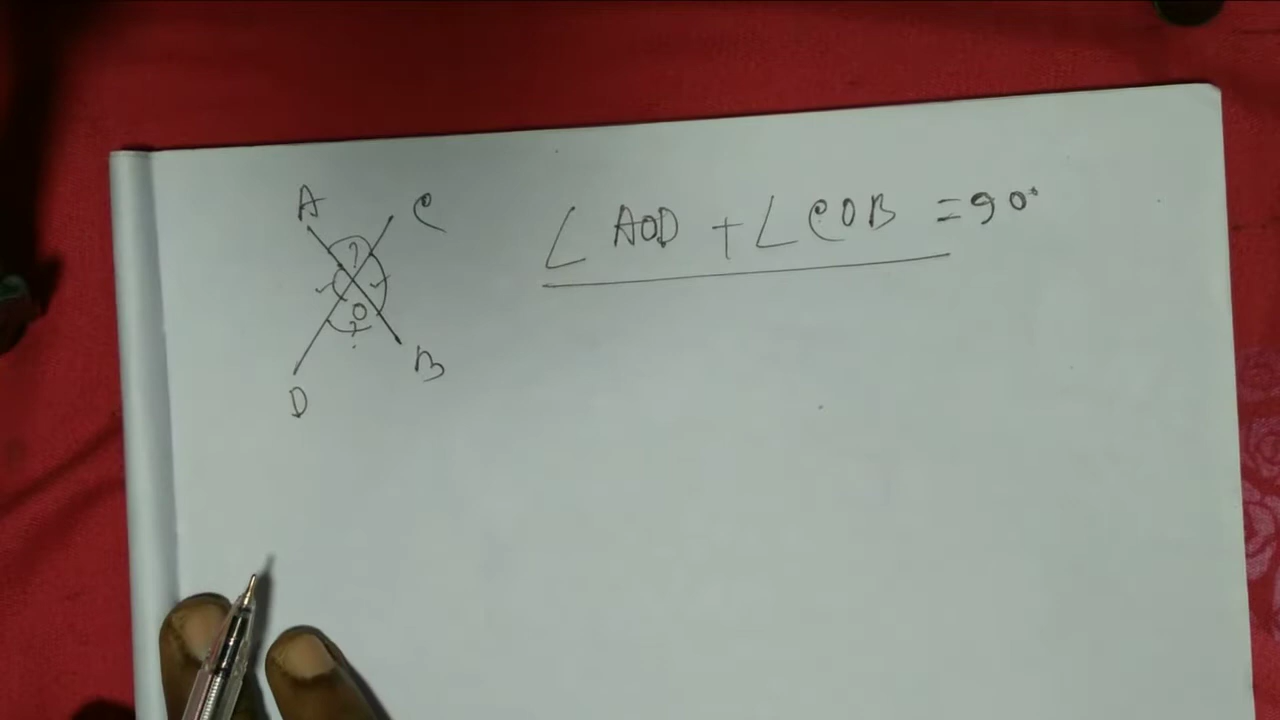 A C
∠ AOD + ∠ COB = 90°
?
O
?
B
D